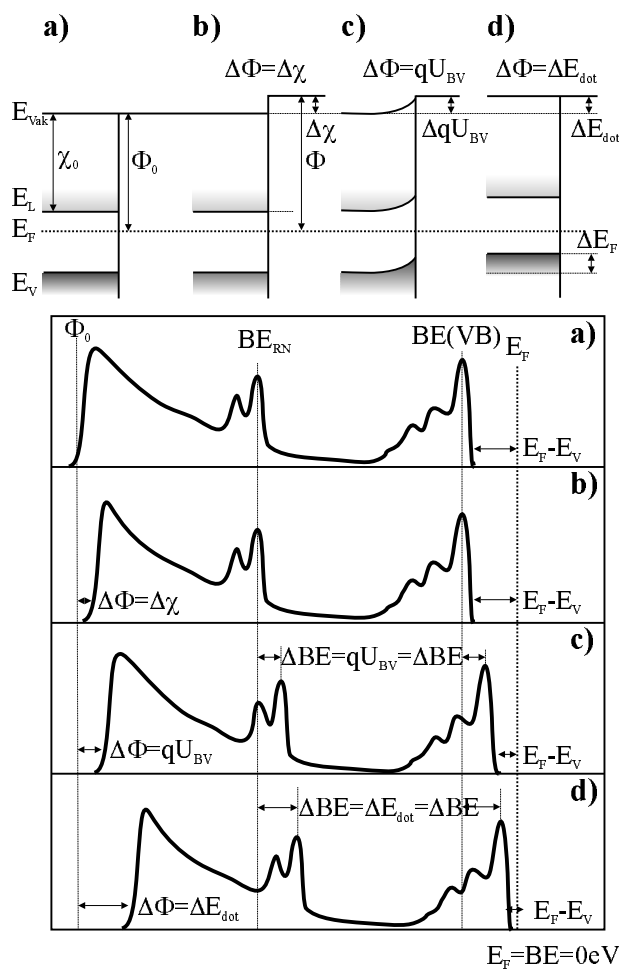 a) b) c) d)
ΔΦ=Δχ ΔΦ=qU_BV ΔΦ=ΔE_dot
E_Vak
Δχ ΔqU_BV ΔE_dot
χ_0 Φ_0 Φ
E_L
E_F
ΔE_F
E_V
Φ_0 BE_RN BE(VB) E_F a)
E_F-E_V
b)
ΔΦ=Δχ E_F-E_V
c)
ΔBE=qU_BV=ΔBE
ΔΦ=qU_BV E_F-E_V
d)
ΔBE=ΔE_dot=ΔBE
ΔΦ=ΔE_dot E_F-E_V
E_F=BE=0eV